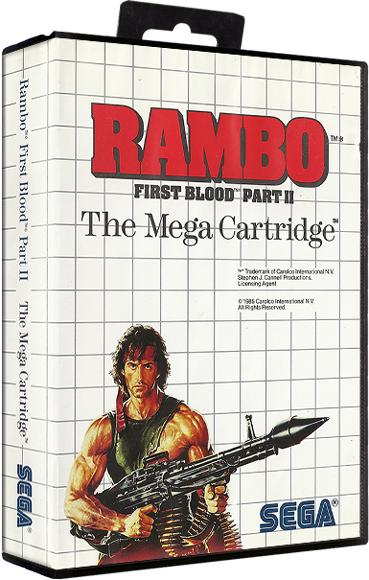 RAMBO™®
FIRST BLOOD™ PART II
The Mega Cartridge™
™* Trademark of Carolco International N.V.
Stephen J. Cannell Productions,
Licensing Agent
©1985 Carolco International N.V.
All Rights Reserved.
SEGA®
Rambo® First Blood™ Part II The Mega Cartridge™ SEGA®